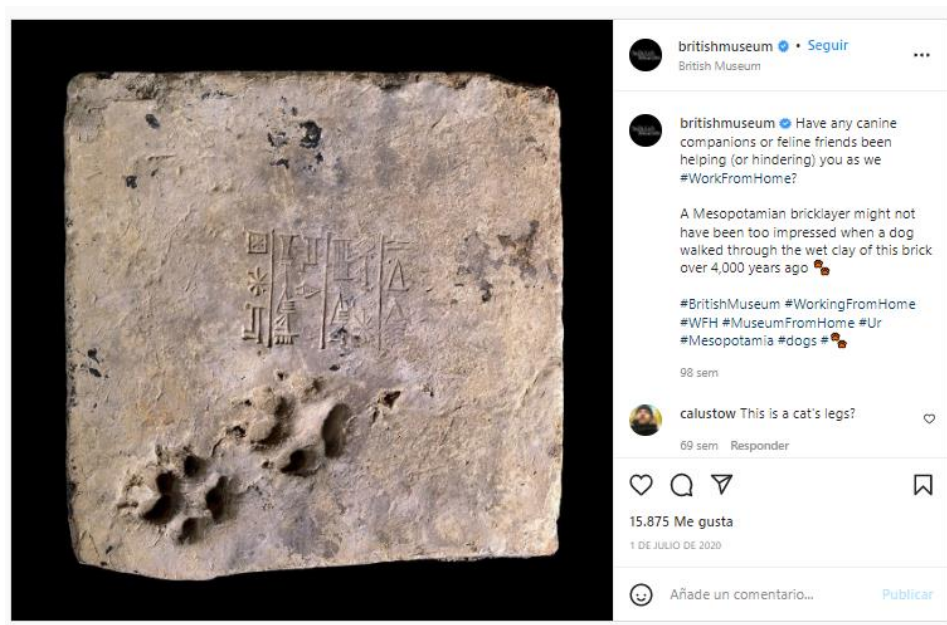 britishmuseum • Seguir
British Museum
britishmuseum Have any canine
companions or feline friends been
helping (or hindering) you as we
#WorkFromHome?
A Mesopotamian bricklayer might not
have been too impressed when a dog
walked through the wet clay of this brick
over 4,000 years ago 🐾
#BritishMuseum #WorkingFromHome
#WFH #MuseumFromHome #Ur
#Mesopotamia #dogs #🐾
98 sem
calustow This is a cat's legs?
69 sem Responder
15.875 Me gusta
1 DE JULIO DE 2020
Añade un comentario... Publicar